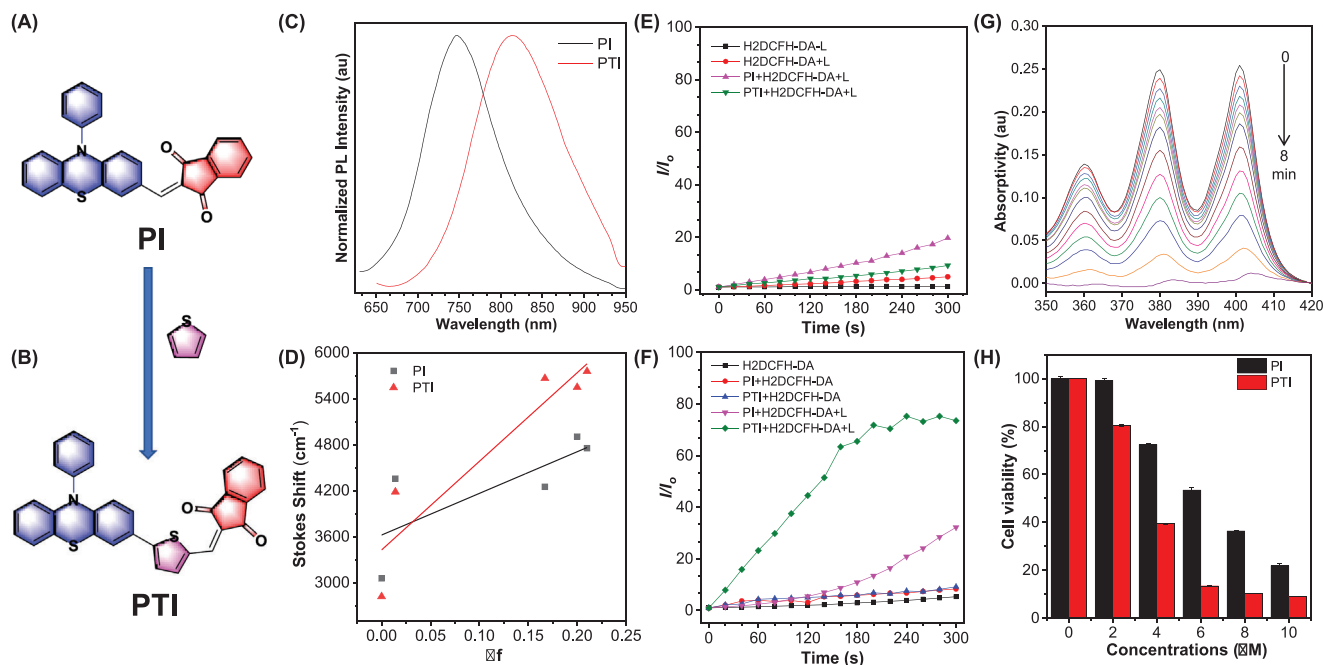 (A)
N
S
O
O
PI
S
(B)
N
S
S
O
O
PTI
(C)
Normalized PL Intensity (au)
PI
PTI
650 700 750 800 850 900 950
Wavelength (nm)
(D)
Stokes Shift (cm-1)
PI
PTI
6000
5400
4800
4200
3600
3000
0.00 0.05 0.10 0.15 0.20 0.25
□f
(E)
I/Io
100
80
60
40
20
0
H2DCFH-DA-L
H2DCFH-DA+L
PI+H2DCFH-DA+L
PTI+H2DCFH-DA+L
0 60 120 180 240 300
Time (s)
(F)
I/Io
100
80
60
40
20
0
H2DCFH-DA
PI+H2DCFH-DA
PTI+H2DCFH-DA
PI+H2DCFH-DA+L
PTI+H2DCFH-DA+L
0 60 120 180 240 300
Time (s)
(G)
Absorptivity (au)
0.30
0.25
0.20
0.15
0.10
0.05
0.00
0
8
min
350 360 370 380 390 400 410 420
Wavelength (nm)
(H)
Cell viability (%)
100
80
60
40
20
0
PI
PTI
0 2 4 6 8 10
Concentrations (□M)